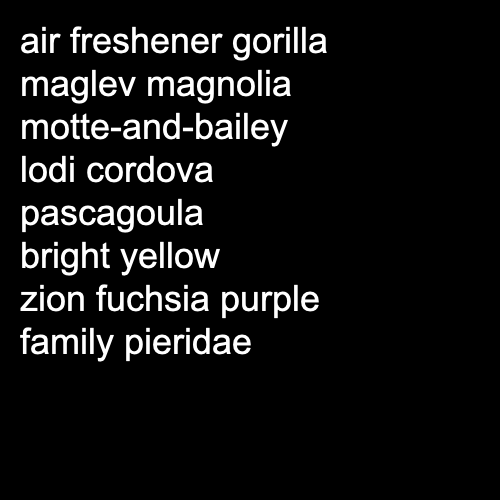 air freshener gorilla
maglev magnolia
motte-and-bailey
lodi cordova
pascagoula
bright yellow
zion fuchsia purple
family pieridae